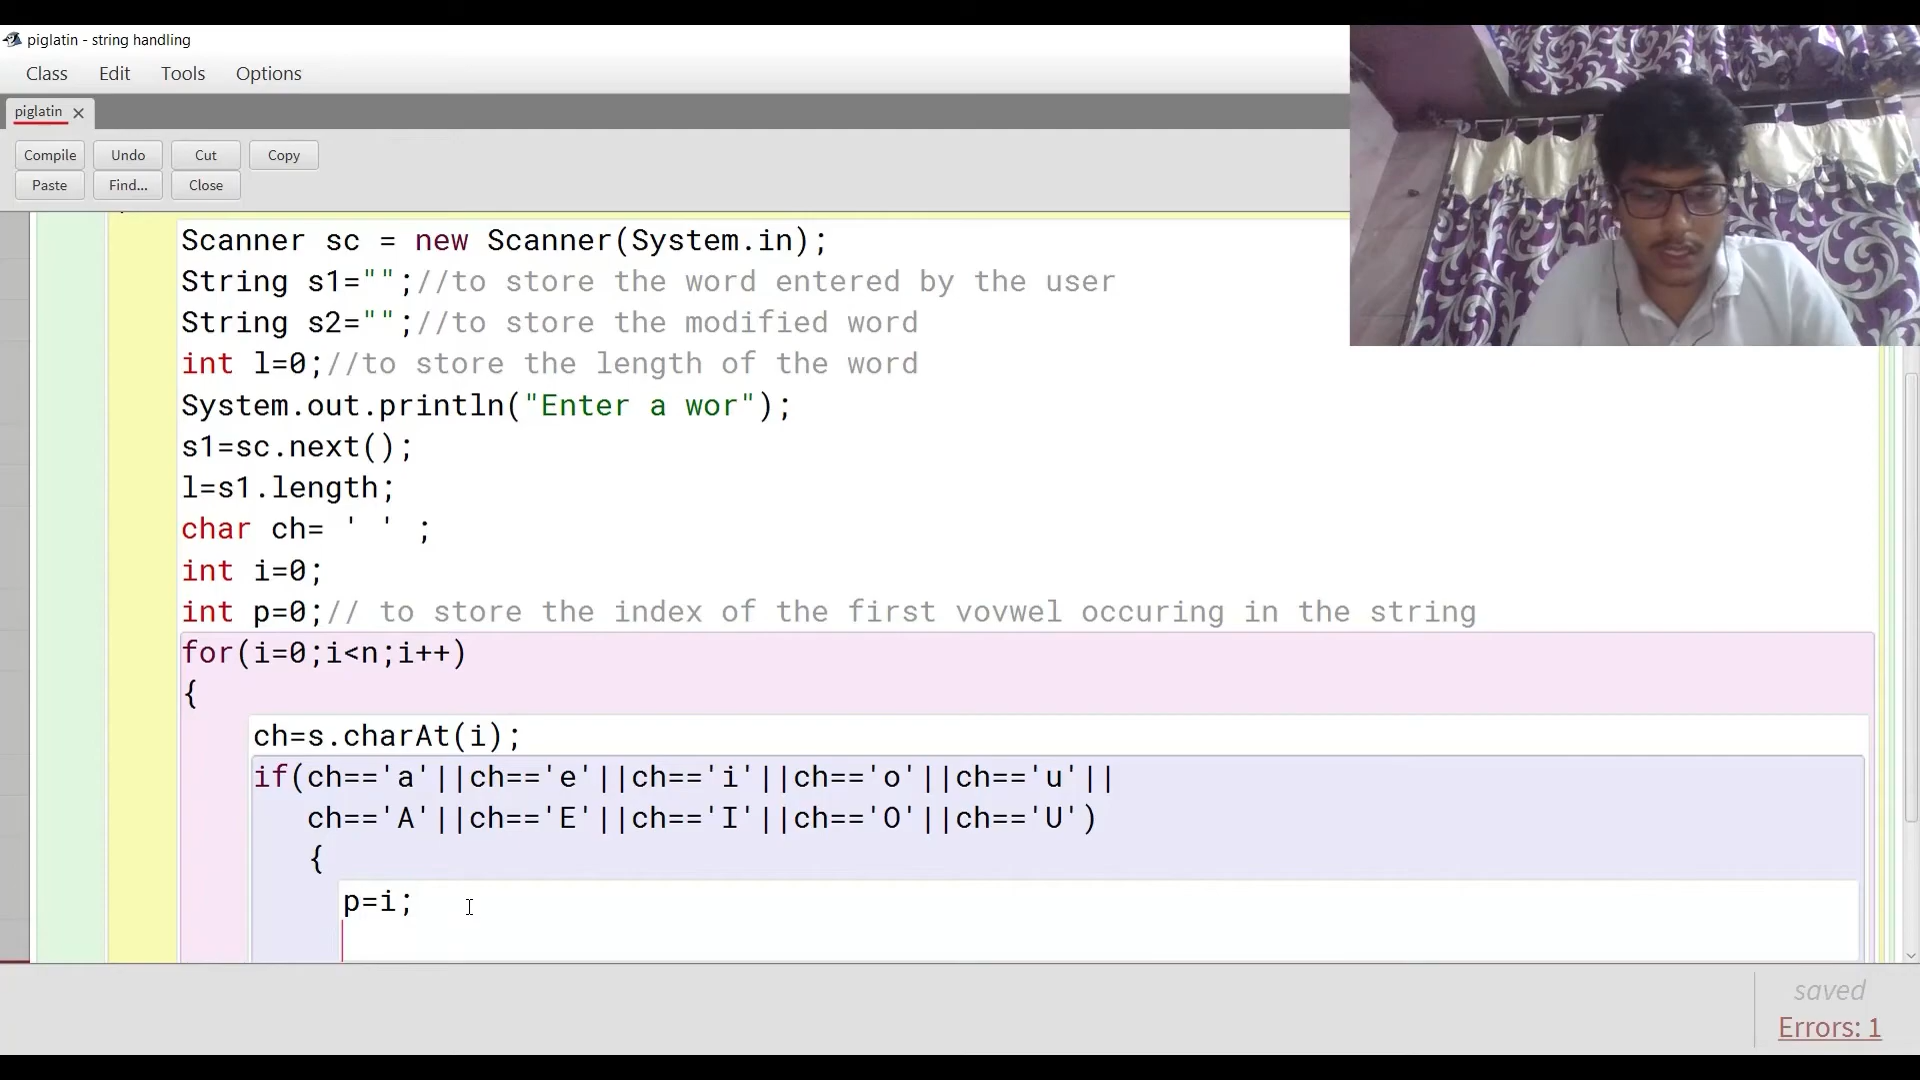 piglatin - string handling
Class Edit Tools Options
piglatin
Compile Undo Cut Copy
Paste Find... Close
Scanner sc = new Scanner(System.in);
String s1="";//to store the word entered by the user
String s2="";//to store the modified word
int l=0;//to store the length of the word
System.out.println("Enter a wor");
s1=sc.next();
l=s1.length;
char ch= ' ' ;
int i=0;
int p=0;// to store the index of the first vovwel occuring in the string
for(i=0;i<n;i++)
{
ch=s.charAt(i);
if(ch=='a'||ch=='e'||ch=='i'||ch=='o'||ch=='u'||
ch=='A'||ch=='E'||ch=='I'||ch=='O'||ch=='U')
{
p=i;
saved
Errors: 1